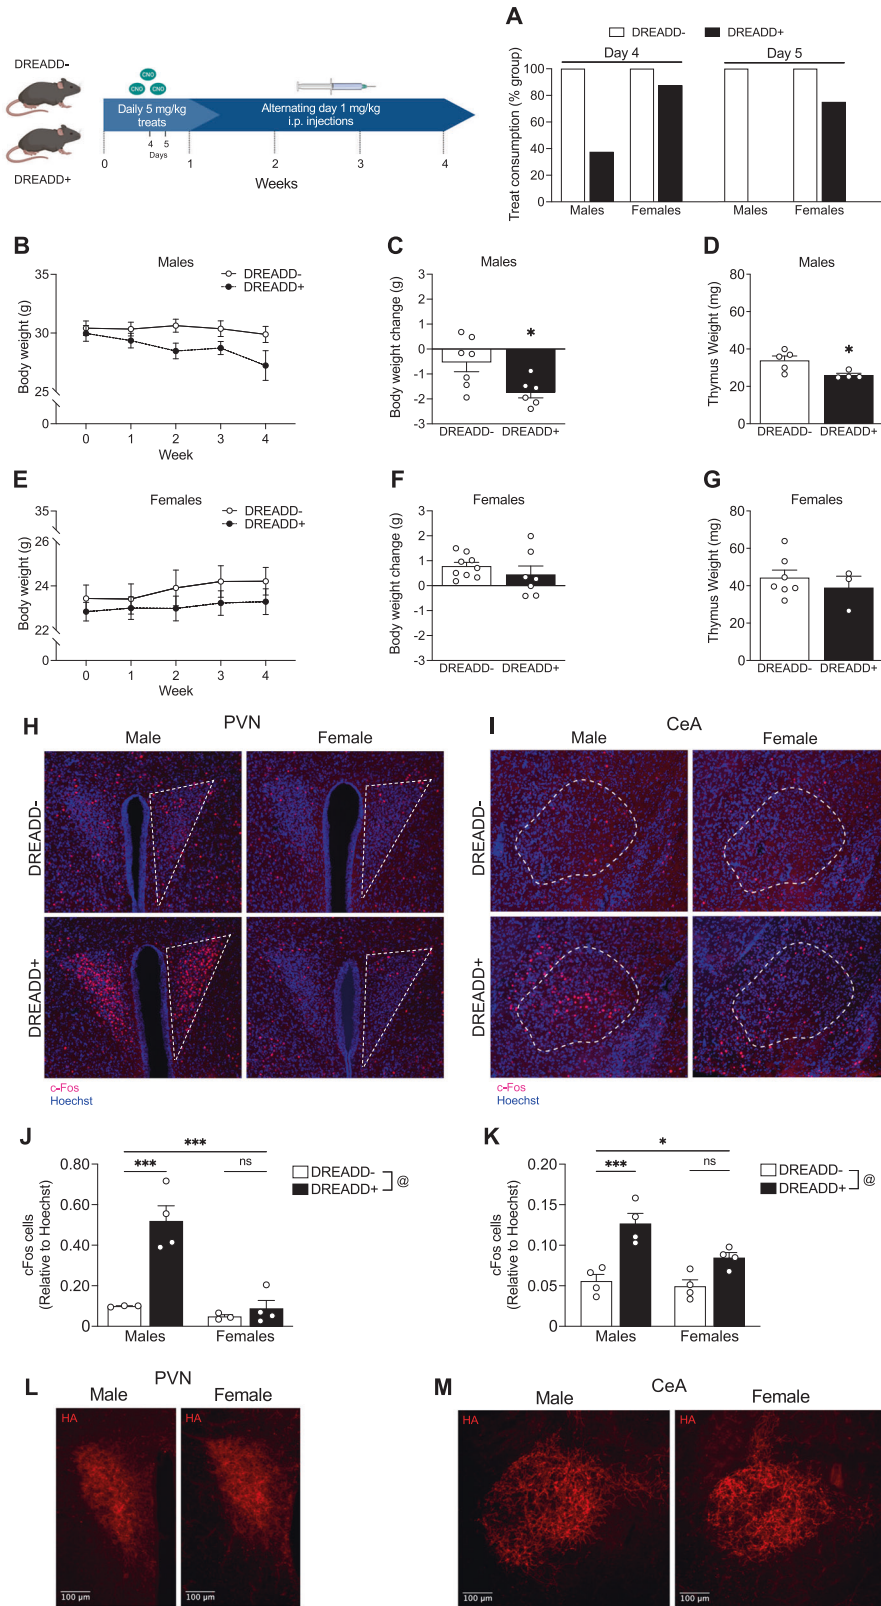 A
DREADD-
DREADD+
Day 4
Day 5
Treat consumption (% group)
100
80
60
40
20
0
Males
Females
Males
Females
DREADD-
DREADD+
CNO
CNO
CNO
Daily 5 mg/kg
treats
Alternating day 1 mg/kg
i.p. injections
4
5
Days
0
1
2
3
4
Weeks
B
Males
DREADD-
DREADD+
Body weight (g)
35
30
25
0
0
1
2
3
4
Week
C
Males
Body weight change (g)
3
2
1
0
-1
-2
-3
*
DREADD-
DREADD+
D
Males
Thymus Weight (mg)
80
60
40
20
0
*
DREADD-
DREADD+
E
Females
DREADD-
DREADD+
Body weight (g)
35
26
24
22
0
0
1
2
3
4
Week
F
Females
Body weight change (g)
3
2
1
0
-1
-2
-3
DREADD-
DREADD+
G
Females
Thymus Weight (mg)
80
60
40
20
0
DREADD-
DREADD+
H
PVN
Male
Female
DREADD-
DREADD+
c-Fos
Hoechst
I
CeA
Male
Female
DREADD-
DREADD+
c-Fos
Hoechst
J
***
***
ns
DREADD-
DREADD+
@
cFos cells
(Relative to Hoechst)
0.80
0.60
0.40
0.20
0
Males
Females
K
*
***
ns
DREADD-
DREADD+
@
cFos cells
(Relative to Hoechst)
0.20
0.15
0.10
0.05
0
Males
Females
L
PVN
Male
Female
HA
HA
100 µm
100 µm
M
CeA
Male
Female
HA
HA
100 µm
100 µm